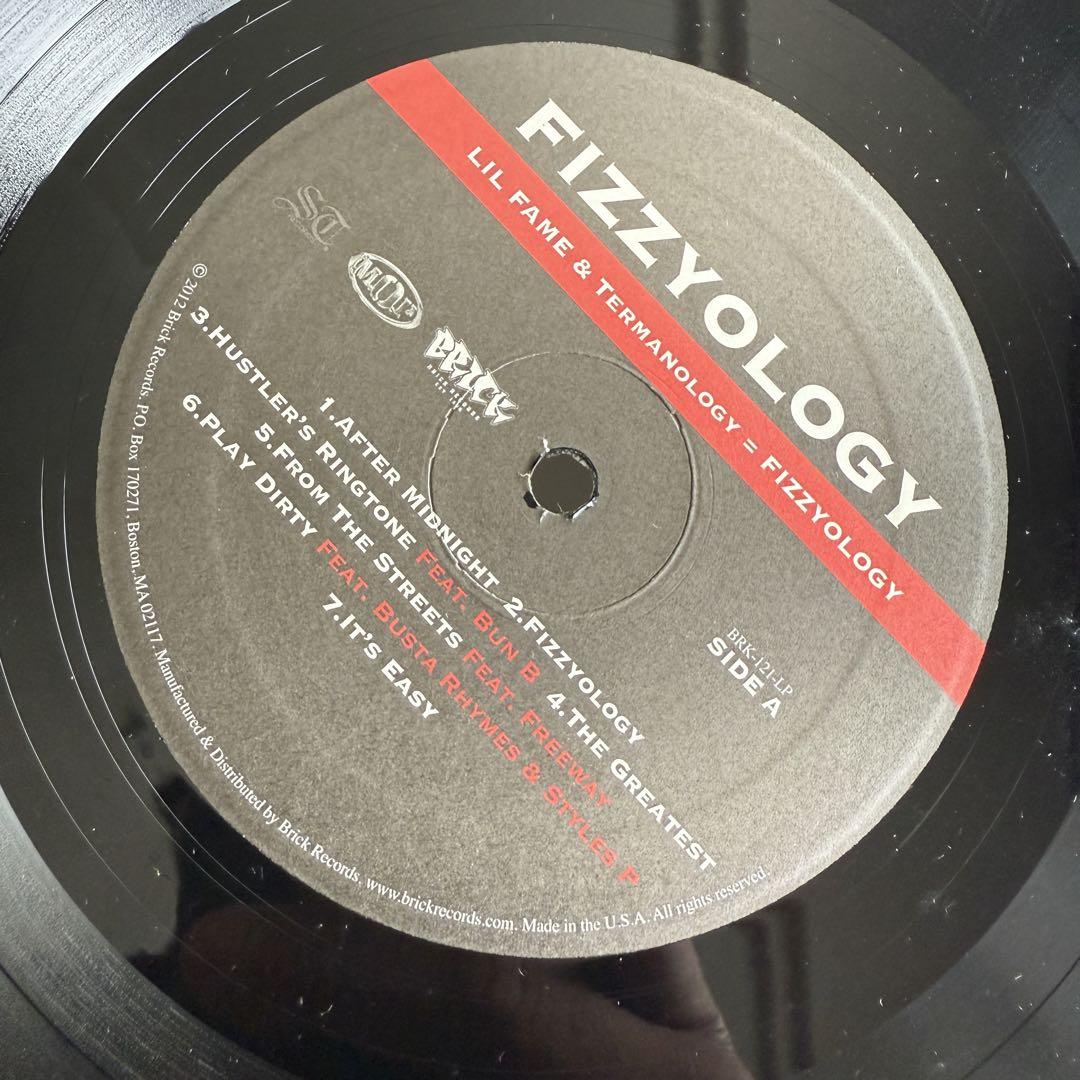 FIZZYOLOGY
LIL FAME & TERMANOLOGY = FIZZYOLOGY
ST
M.O.P.
BRICK
BRK-121-LP
SIDE A
1.AFTER MIDNIGHT 2.FIZZYOLOGY
3.HUSTLER'S RINGTONE FEAT. BUN B 4.THE GREATEST
5.FROM THE STREETS FEAT. FREEWAY
6.PLAY DIRTY FEAT. BUSTA RHYMES & STYLES P
7.IT'S EASY
©2012 Brick Records. P.O. Box 170271. Boston, MA 02117. Manufactured & Distributed by Brick Records, www.brickrecords.com. Made in the U.S.A. All rights reserved.